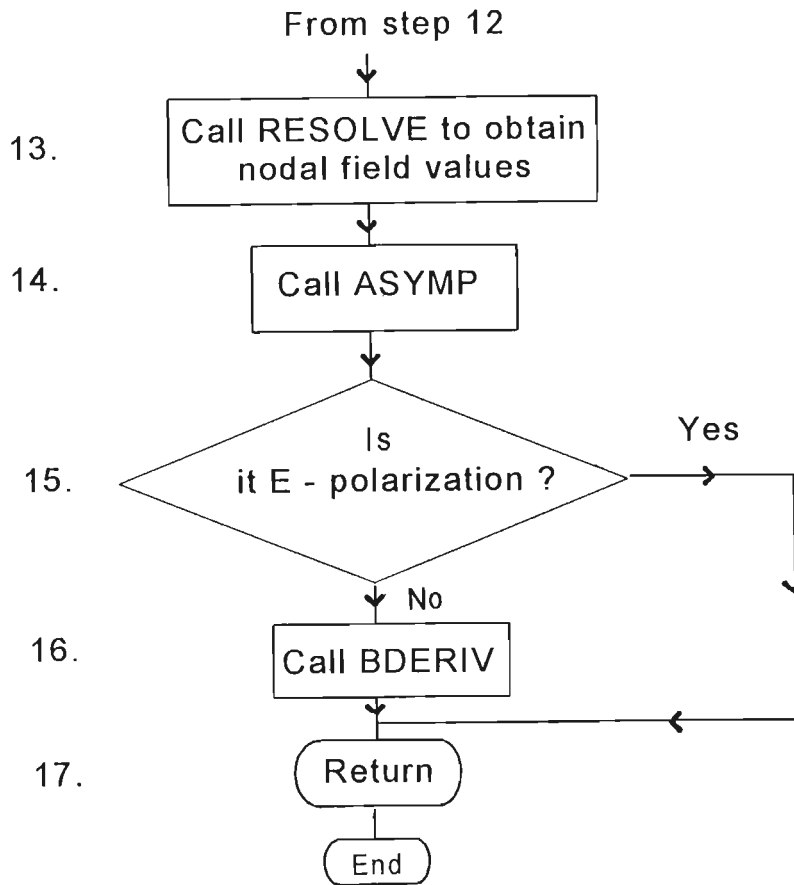 From step 12
13.
Call RESOLVE to obtain
nodal field values
14.
Call ASYMP
15.
Is
it E - polarization ?
Yes
No
16.
Call BDERIV
17.
Return
End